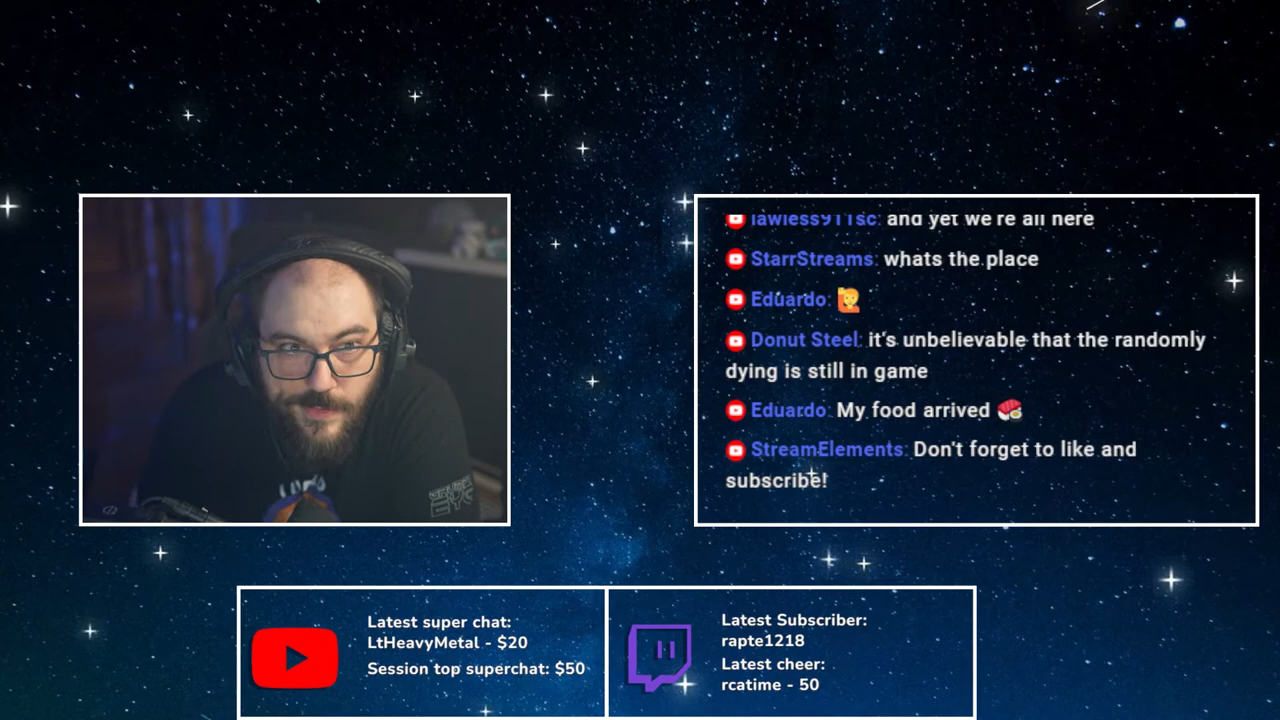 lawless911sc: and yet we're all here
StarrStreams: whats the place
Eduardo: 🙋
Donut Steel: it's unbelievable that the randomly
dying is still in game
Eduardo: My food arrived 🍣
StreamElements: Don't forget to like and
subscribe!
Latest super chat:
LtHeavyMetal - $20
Session top superchat: $50
Latest Subscriber:
rapte1218
Latest cheer:
rcatime - 50